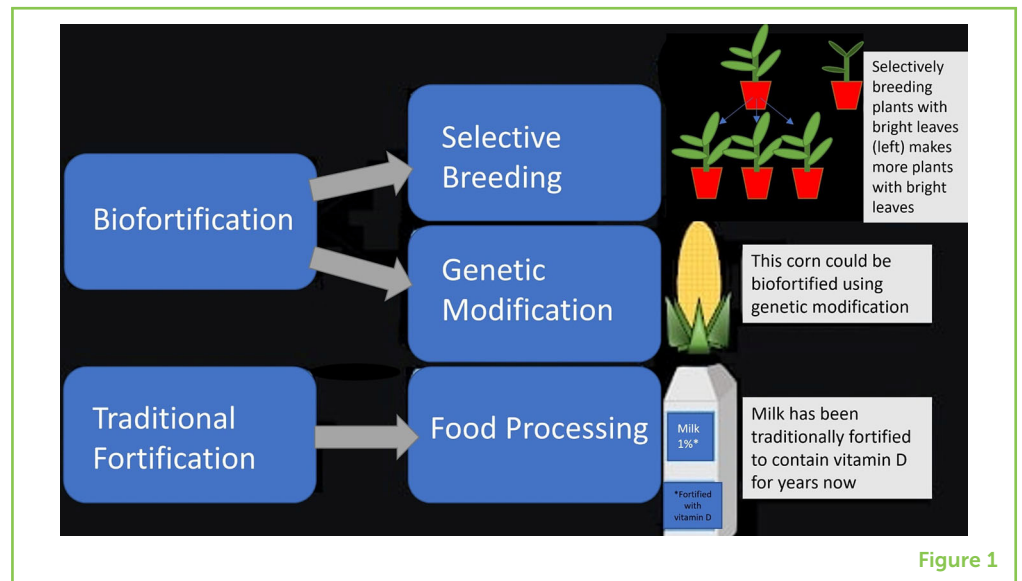 Biofortification
Selective
Breeding
Selectively
breeding
plants with
bright leaves
(left) makes
more plants
with bright
leaves
Genetic
Modification
This corn could be
biofortified using
genetic modification
Traditional
Fortification
Food Processing
Milk
1%*
*Fortified
with
vitamin D
Milk has been
traditionally fortified
to contain vitamin D
for years now
Figure 1